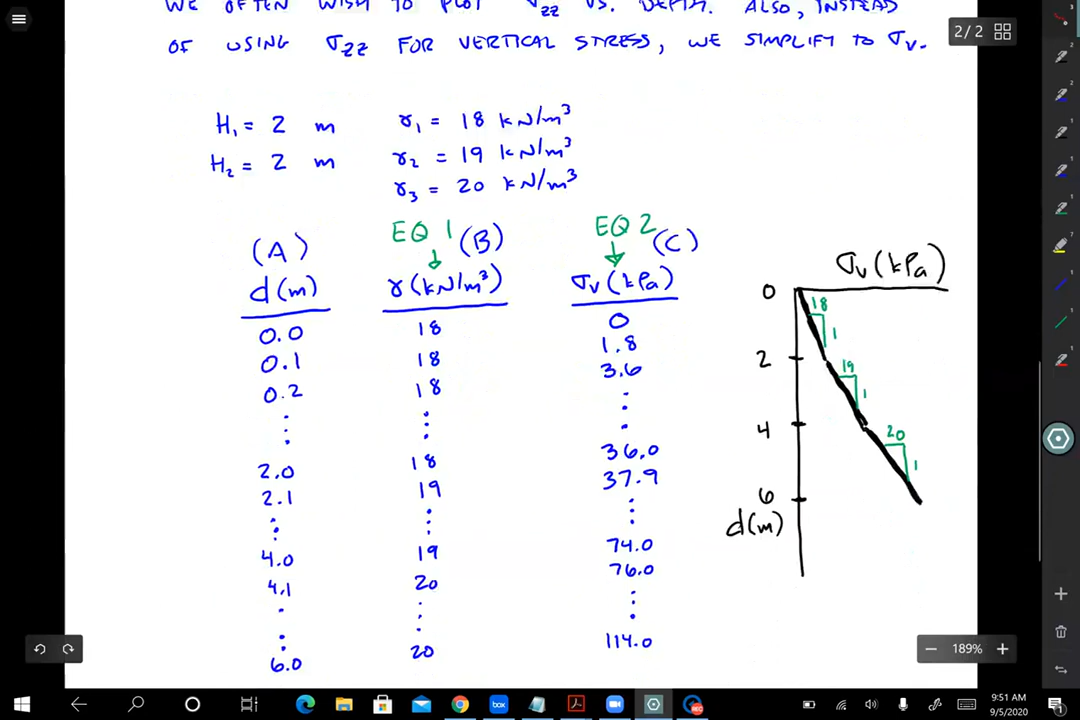 WE OFTEN WISH TO PLOT σzz VS. DEPTH. ALSO, INSTEAD
OF USING σzz FOR VERTICAL STRESS, WE SIMPLIFY TO σv.
2/2
H1 = 2 m
H2 = 2 m
γ1 = 18 kN/m³
γ2 = 19 kN/m³
γ3 = 20 kN/m³
(A) EQ 1 (B) EQ 2 (C)
d(m) γ(kN/m³) σv(kPa)
0.0 18 0
0.1 18 1.8
0.2 18 3.6
⋮ ⋮ ⋮
2.0 18 36.0
2.1 19 37.9
⋮ ⋮ ⋮
4.0 19 74.0
4.1 20 76.0
⋮ ⋮ ⋮
6.0 20 114.0
σv(kPa)
0
18
1
2
19
1
4
20
1
6
d(m)
189%
9:51 AM
9/5/2020